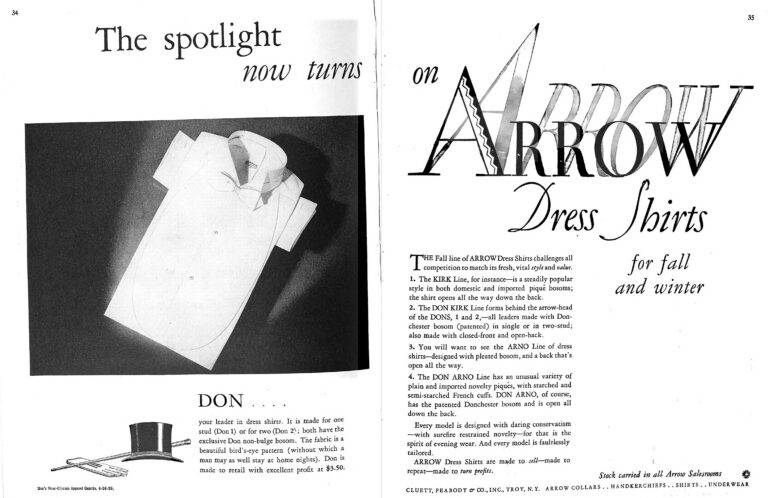 34
The spotlight
now turns
DON . . . .
your leader in dress shirts. It is made for one
stud (Don 1) or for two (Don 2); both have the
exclusive Don non-bulge bosom. The fabric is a
beautiful bird's-eye pattern (without which a
man may as well stay at home nights). Don is
made to retail with excellent profit at $3.50.
35
on
ARROW
Dress Shirts
for fall
and winter
THE Fall line of ARROW Dress Shirts challenges all
competition to match its fresh, vital style and value.
1. The KIRK Line, for instance—is a steadily popular
style in both domestic and imported piqué bosoms;
the shirt opens all the way down the back.
2. The DON KIRK Line forms behind the arrow-head
of the DONS, 1 and 2,—all leaders made with Don-
chester bosom (patented) in single or in two-stud;
also made with closed-front and open-back.
3. You will want to see the ARNO Line of dress
shirts—designed with pleated bosom, and a back that's
open all the way.
4. The DON ARNO Line has an unusual variety of
plain and imported novelty piqués, with starched and
semi-starched French cuffs. DON ARNO, of course,
has the patented Donchester bosom and is open all
down the back.
Every model is designed with daring conservatism
—with surefire restrained novelty—for that is the
spirit of evening wear. And every model is faultlessly
tailored.
ARROW Dress Shirts are made to sell—made to
repeat—made to turn profits.
Stock carried in all Arrow Salesrooms
CLUETT, PEABODY & CO., INC., TROY, N.Y. ARROW COLLARS . . HANDKERCHIEFS . . SHIRTS . . UNDERWEAR